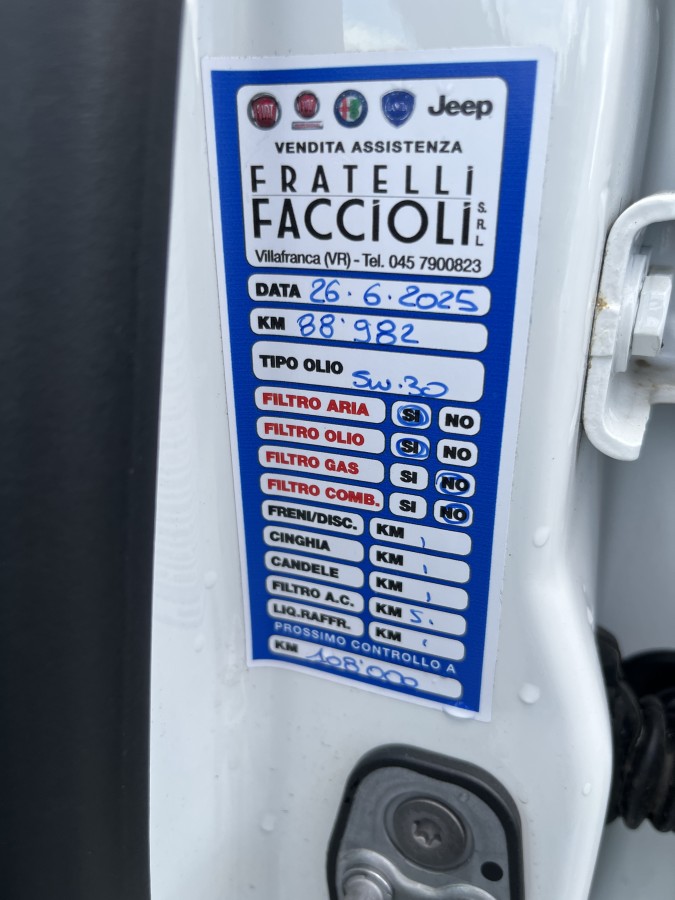 FIAT
Jeep
VENDITA ASSISTENZA
FRATELLI
FACCIOLI S.R.L
Villafranca (VR) - Tel. 045 7900823
DATA 26.6.2025
KM 88'982
TIPO OLIO 5W.30
FILTRO ARIA SI NO
FILTRO OLIO SI NO
FILTRO GAS SI NO
FILTRO COMB. SI NO
FRENI/DISC. KM
CINGHIA KM
CANDELE KM
FILTRO A.C. KM S.
LIQ.RAFFR. KM
PROSSIMO CONTROLLO A
KM 108'000